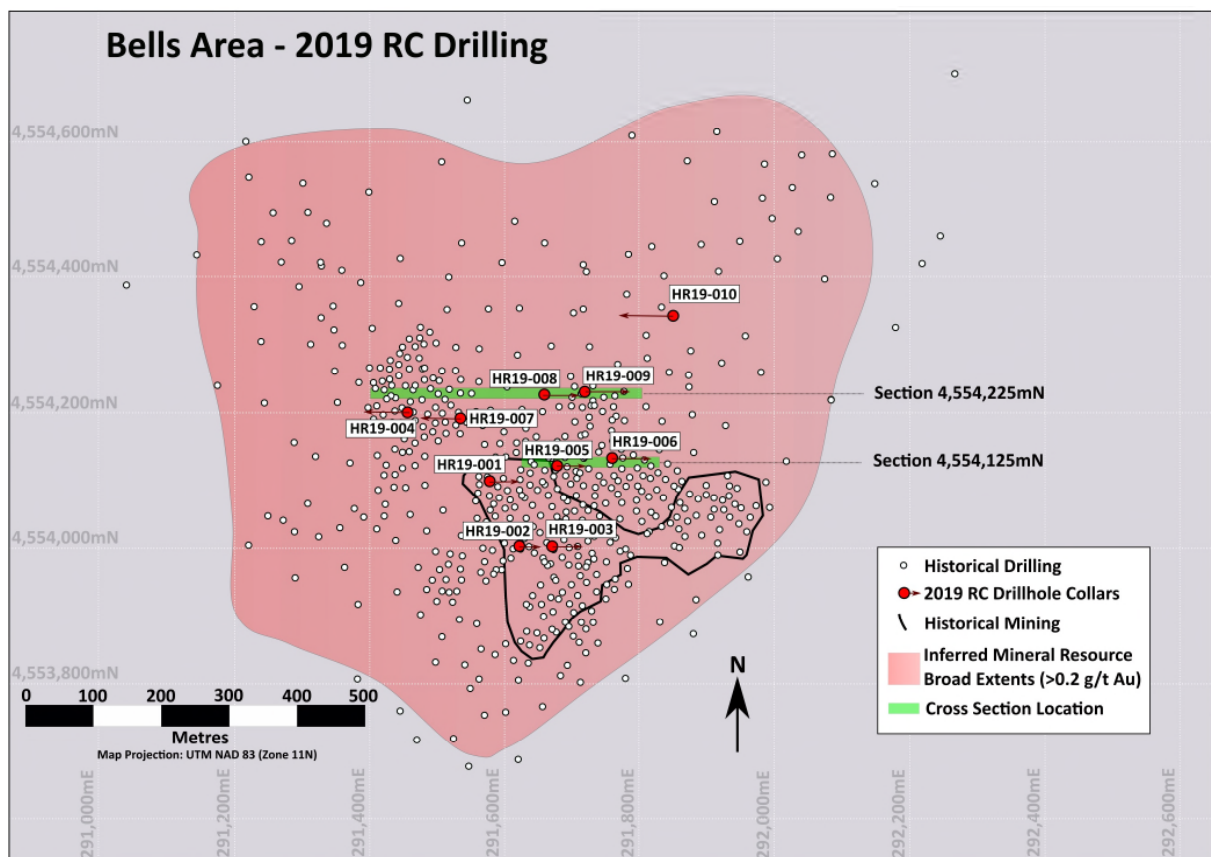 Bells Area - 2019 RC Drilling
4,554,600mN
4,554,400mN
HR19-010
HR19-008
HR19-009
Section 4,554,225mN
4,554,200mN
HR19-004
HR19-007
HR19-005
HR19-006
HR19-001
Section 4,554,125mN
HR19-002
HR19-003
4,554,000mN
Historical Drilling
2019 RC Drillhole Collars
Historical Mining
Inferred Mineral Resource
Broad Extents (>0.2 g/t Au)
Cross Section Location
N
4,553,800mN
0 100 200 300 400 500
Metres
Map Projection: UTM NAD 83 (Zone 11N)
291,000mE
291,200mE
291,400mE
291,600mE
291,800mE
292,000mE
292,200mE
292,400mE
292,600mE